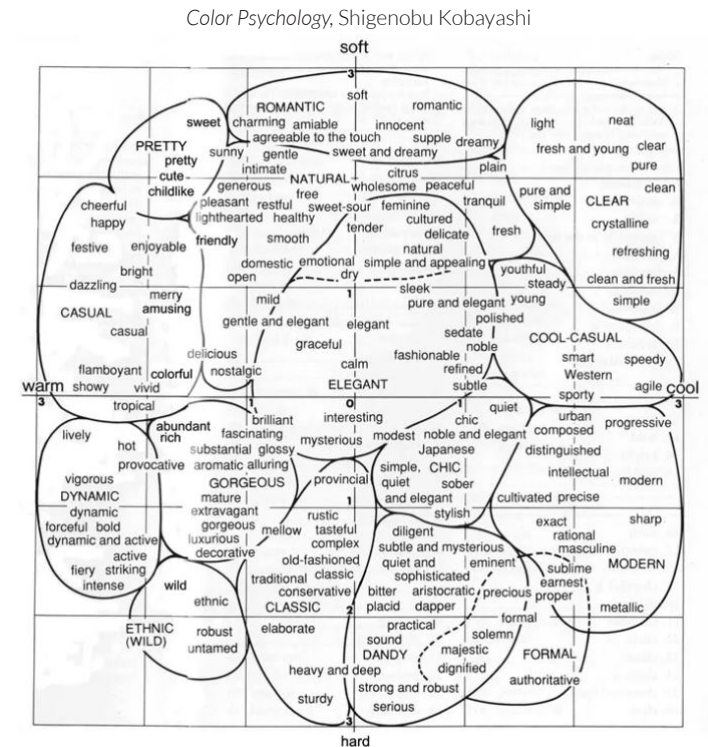 Color Psychology, Shigenobu Kobayashi
soft
3
soft
ROMANTIC romantic
sweet charming amiable innocent light neat
agreeable to the touch supple dreamy
PRETTY sunny gentle sweet and dreamy fresh and young clear
pretty intimate citrus plain pure
cute
childlike generous NATURAL wholesome peaceful pure and simple clean
cheerful pleasant restful free sweet-sour feminine tranquil CLEAR
happy lighthearted healthy cultured crystalline
tender delicate fresh
festive enjoyable friendly smooth natural refreshing
domestic emotional simple and appealing youthful
bright open dry steady clean and fresh
dazzling merry mild 1 sleek young simple
amusing pure and elegant
CASUAL gentle and elegant elegant polished
casual sedate COOL-CASUAL
graceful noble
delicious fashionable smart speedy
flamboyant colorful nostalgic calm refined Western
warm showy vivid ELEGANT subtle agile cool
3 1 0 1 sporty 3
tropical quiet
abundant brilliant interesting chic urban progressive
lively rich fascinating modest noble and elegant composed
hot substantial glossy mysterious Japanese distinguished
provocative aromatic alluring simple, CHIC intellectual
vigorous GORGEOUS provincial quiet sober modern
DYNAMIC mature 1 and elegant cultivated precise
dynamic extravagant rustic stylish
forceful bold gorgeous mellow tasteful diligent exact sharp
dynamic and active luxurious complex subtle and mysterious rational
active decorative old-fashioned quiet and eminent masculine
fiery striking traditional classic sophisticated sublime MODERN
intense wild conservative bitter aristocratic precious earnest
ethnic CLASSIC 2 placid dapper proper metallic
formal
ETHNIC robust elaborate practical solemn
(WILD) untamed sound majestic
DANDY dignified FORMAL
heavy and deep authoritative
sturdy strong and robust
serious
3
hard